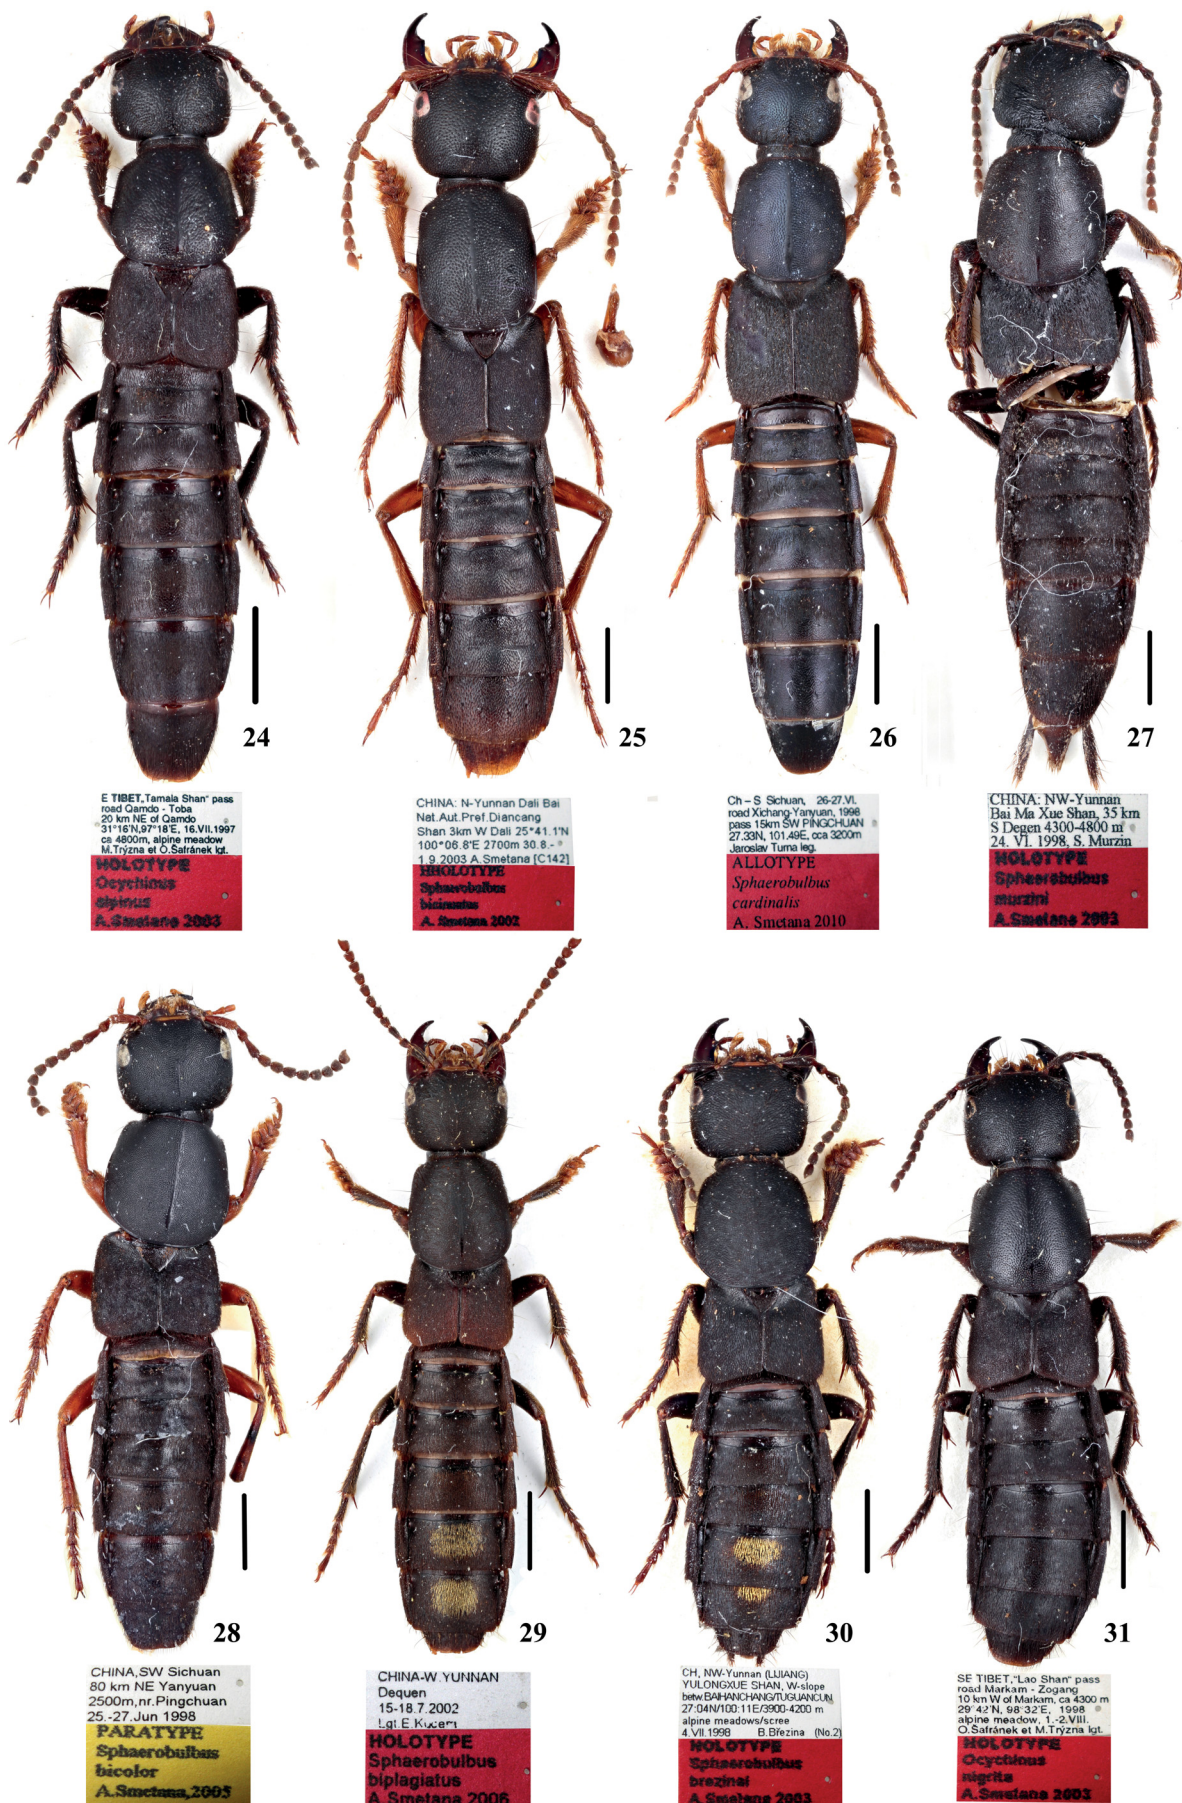 24
25
26
27
E TIBET,"Tamala Shan" pass
road Qamdo - Toba
20 km NE of Qamdo
31°16'N,97°18'E, 16.VII.1997
ca 4800m, alpine meadow
M.Trýzna et O.Šafránek lgt.
HOLOTYPE
Ocychinus
alpinus
A.Smetana 2003
CHINA: N-Yunnan Dali Bai
Nat.Aut.Pref.Diancang
Shan 3km W Dali 25°41.1'N
100°06.8'E 2700m 30.8.-
1.9.2003 A.Smetana [C142]
HHOLOTYPE
Sphaerobulbus
bisinuatus
A. Smetana 2002
Ch – S Sichuan, 26-27.VI.
road Xichang-Yanyuan, 1998
pass 15km SW PINGCHUAN
27.33N, 101.49E, cca 3200m
Jaroslav Turna leg.
ALLOTYPE
Sphaerobulbus
cardinalis
A. Smetana 2010
CHINA: NW-Yunnan
Bai Ma Xue Shan, 35 km
S Degen 4300-4800 m
24. VI. 1998, S. Murzin
HOLOTYPE
Sphaerobulbus
murzini
A.Smetana 2003
28
29
30
31
CHINA,SW Sichuan
80 km NE Yanyuan
2500m,nr.Pingchuan
25.-27.Jun 1998
PARATYPE
Sphaerobulbus
bicolor
A.Smetana,2005
CHINA-W.YUNNAN
Dequen
15-18.7.2002
Lgt.E.Kucera
HOLOTYPE
Sphaerobulbus
biplagiatus
A.Smetana 2006
CH, NW-Yunnan (LIJIANG)
YULONGXUE SHAN, W-slope
betw.BAIHANCHANG/TUGUANCUN
27:04N/100:11E/3900-4200 m
alpine meadows/scree
4.VII.1998 B.Březina (No.2)
HOLOTYPE
Sphaerobulbus
brezinai
A.Smetana 2003
SE TIBET,"Lao Shan" pass
road Markam - Zogang
10 km W of Markam, ca 4300 m
29°42'N, 98°32'E, 1998
alpine meadow, 1.-2.VIII.
O.Šafránek et M.Trýzna lgt.
HOLOTYPE
Ocychinus
nigrita
A.Smetana 2003